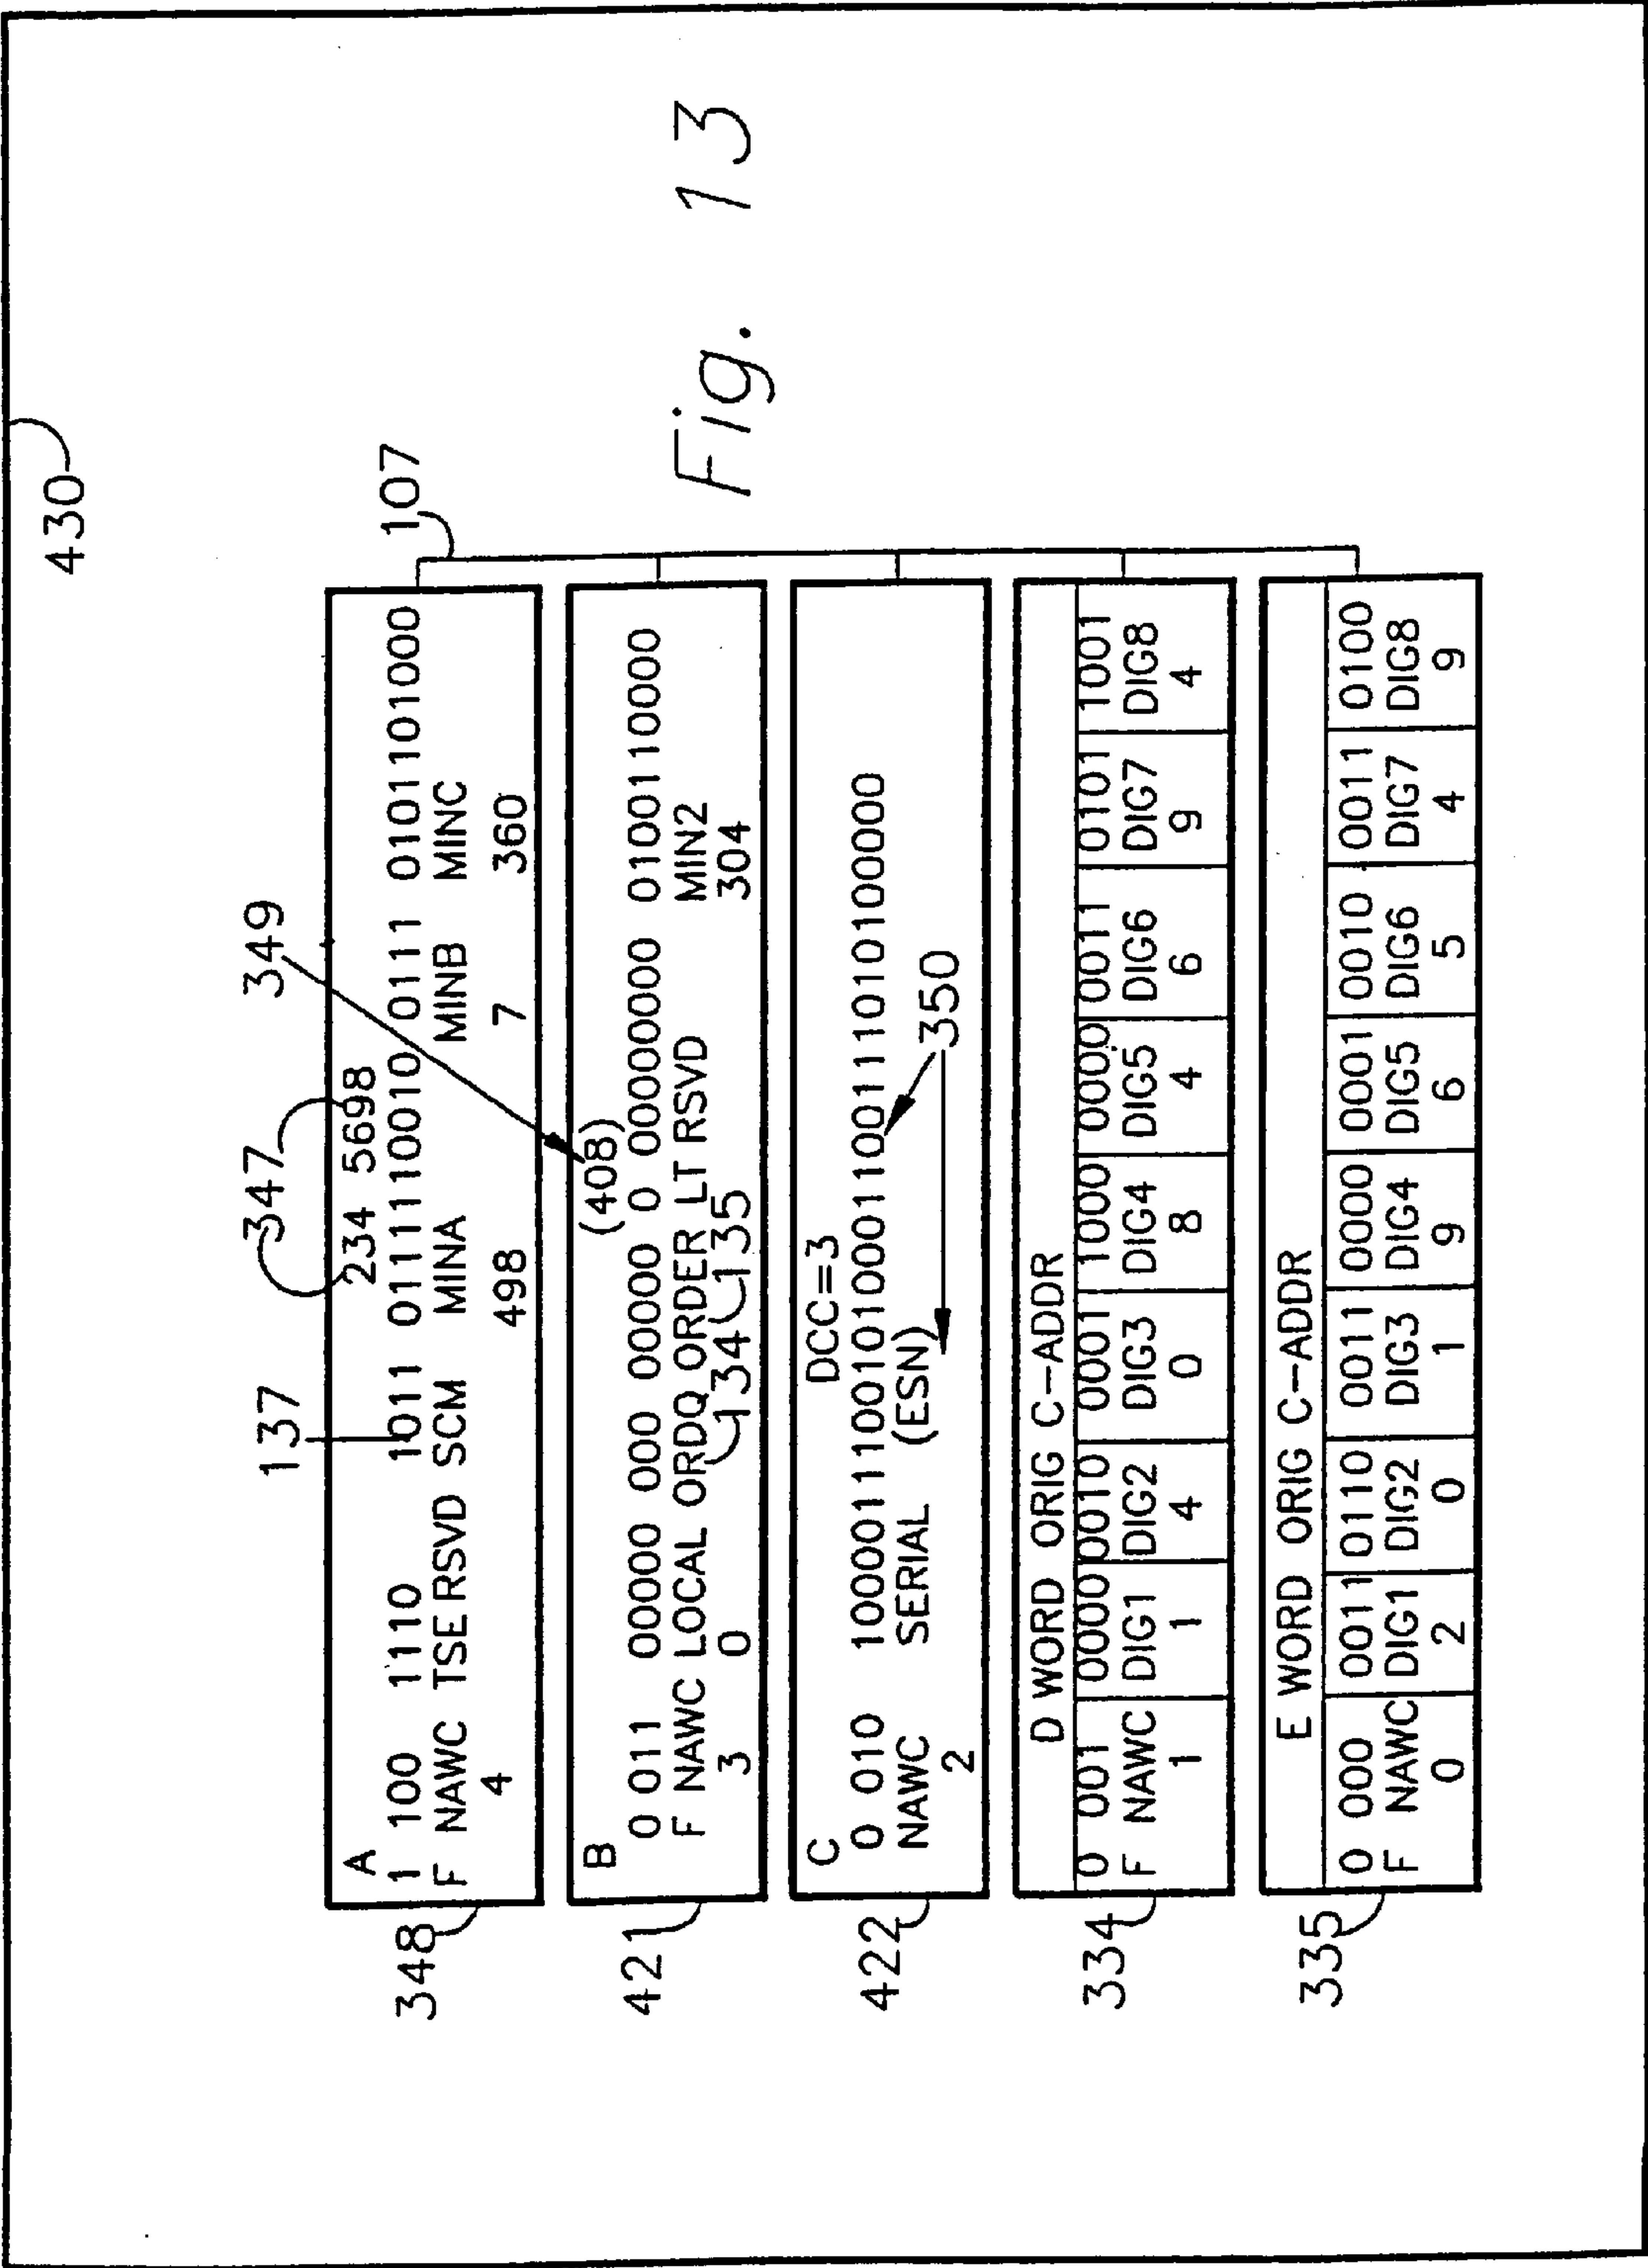 430
Fig. 13
107
137
347
349
348
A
234 5698
1 100 1110 1011 0111110010 0111 0101101000
F NAWC TSE RSVD SCM MINA MINB MINC
4 498 7 360
421
B
(408)
0 011 00000 000 00000 0 00000000 0100110000
F NAWC LOCAL ORDQ ORDER LT RSVD MIN2
3 0 134 135 304
422
C
DCC=3
0 010
NAWC SERIAL (ESN)
2
350
334
D WORD ORIG C-ADDR
0 001 0000 0010 0001 1000 0000 0011 0101 1001
F NAWC DIG1 DIG2 DIG3 DIG4 DIG5 DIG6 DIG7 DIG8
1 1 4 0 8 4 6 9 4
335
E WORD ORIG C-ADDR
0 000 0011 0110 0011 0000 0001 0010 0011 0100
F NAWC DIG1 DIG2 DIG3 DIG4 DIG5 DIG6 DIG7 DIG8
0 2 0 1 9 6 5 4 9